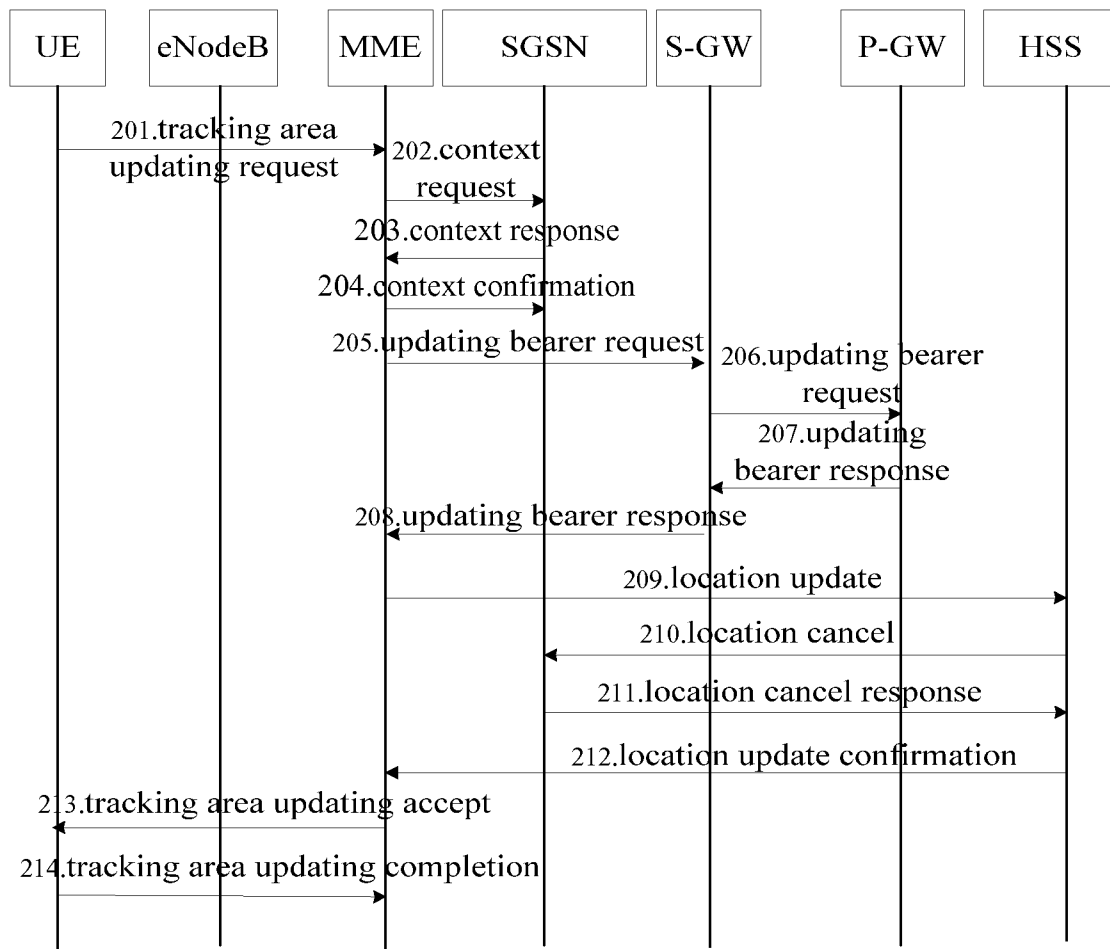 UE eNodeB MME SGSN S-GW P-GW HSS
201.tracking area
updating request
202.context
request
203.context response
204.context confirmation
205.updating bearer request
206.updating bearer
request
207.updating
bearer response
208.updating bearer response
209.location update
210.location cancel
211.location cancel response
212.location update confirmation
213.tracking area updating accept
214.tracking area updating completion